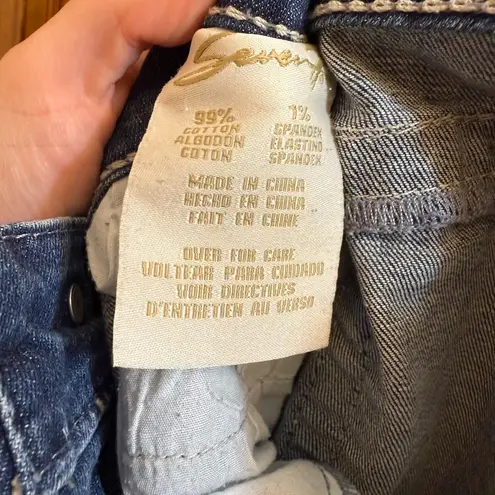 99% 1%
COTTON SPANDEX
ALGODON ELASTINO
COTON SPANDEX
MADE IN CHINA
HECHO EN CHINA
FAIT EN CHINE
OVER FOR CARE
VOLTEAR PARA CUIDADO
VOIR DIRECTIVES
D'ENTRETIEN AU VERSO